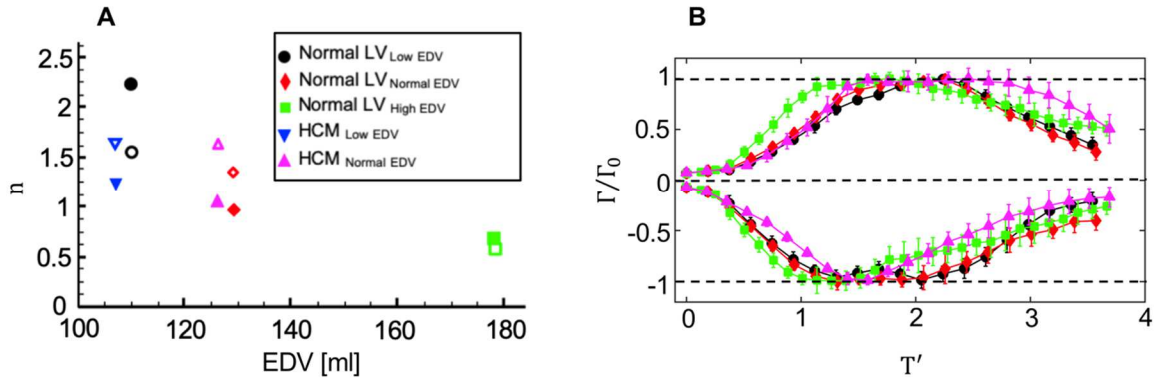 A
2.5
2
1.5
1
0.5
0
n
100
120
140
160
180
EDV [ml]
Normal LV Low EDV
Normal LV Normal EDV
Normal LV High EDV
HCM Low EDV
HCM Normal EDV
B
1
0.5
0
-0.5
-1
Γ/Γ0
0
1
2
3
4
T′